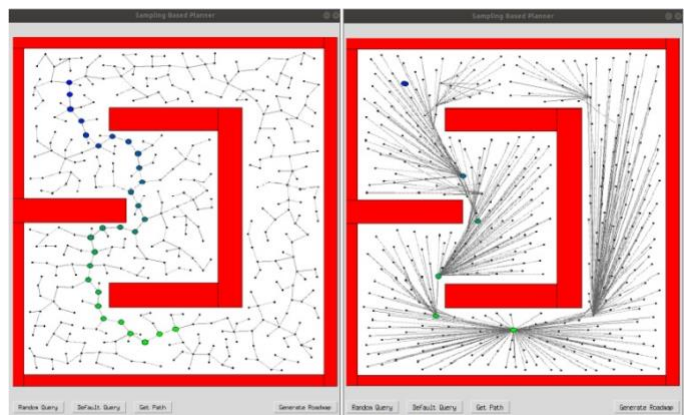 Sampling Based Planner
Sampling Based Planner
Random Query Default Query Get Path Generate Roadmap
Random Query Default Query Get Path Generate Roadmap